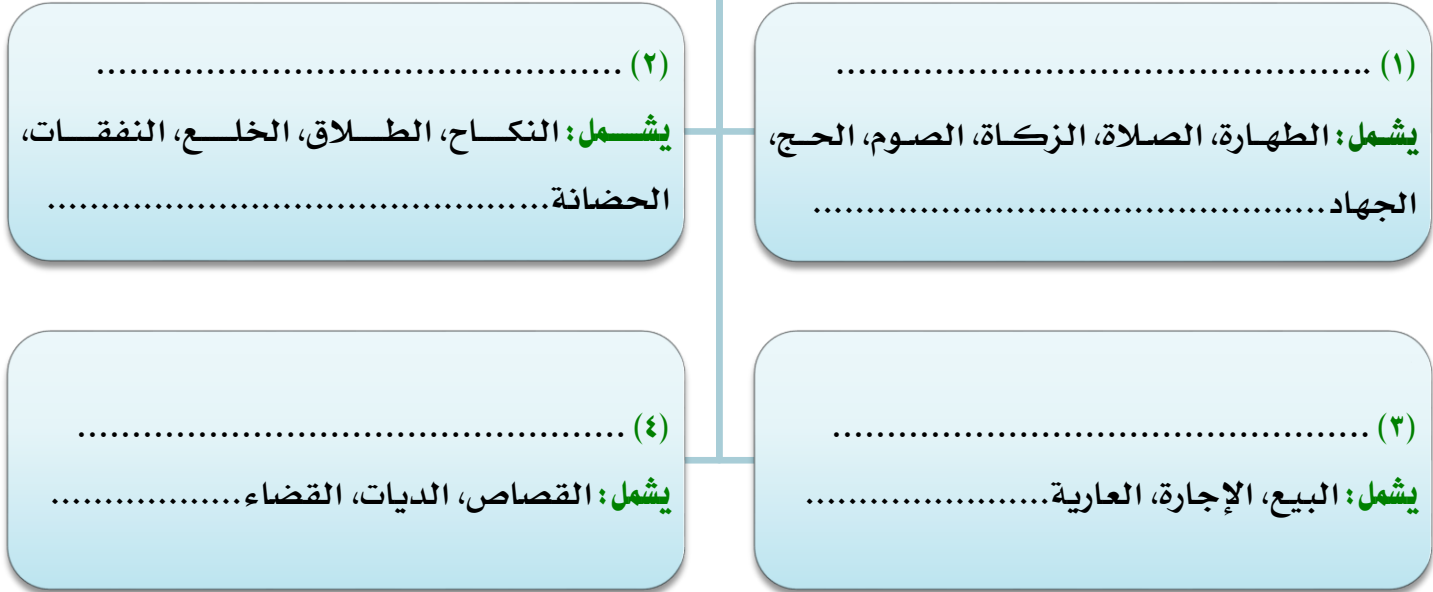 (١) ................................................
يشمل: الطهارة، الصلاة، الزكاة، الصوم، الحج،
الجهاد................................................
(٢) ................................................
يشمل: النكاح، الطلاق، الخلع، النفقات،
الحضانة................................................
(٣) ................................................
يشمل: البيع، الإجارة، العارية......................
(٤) ................................................
يشمل: القصاص، الديات، القضاء..................